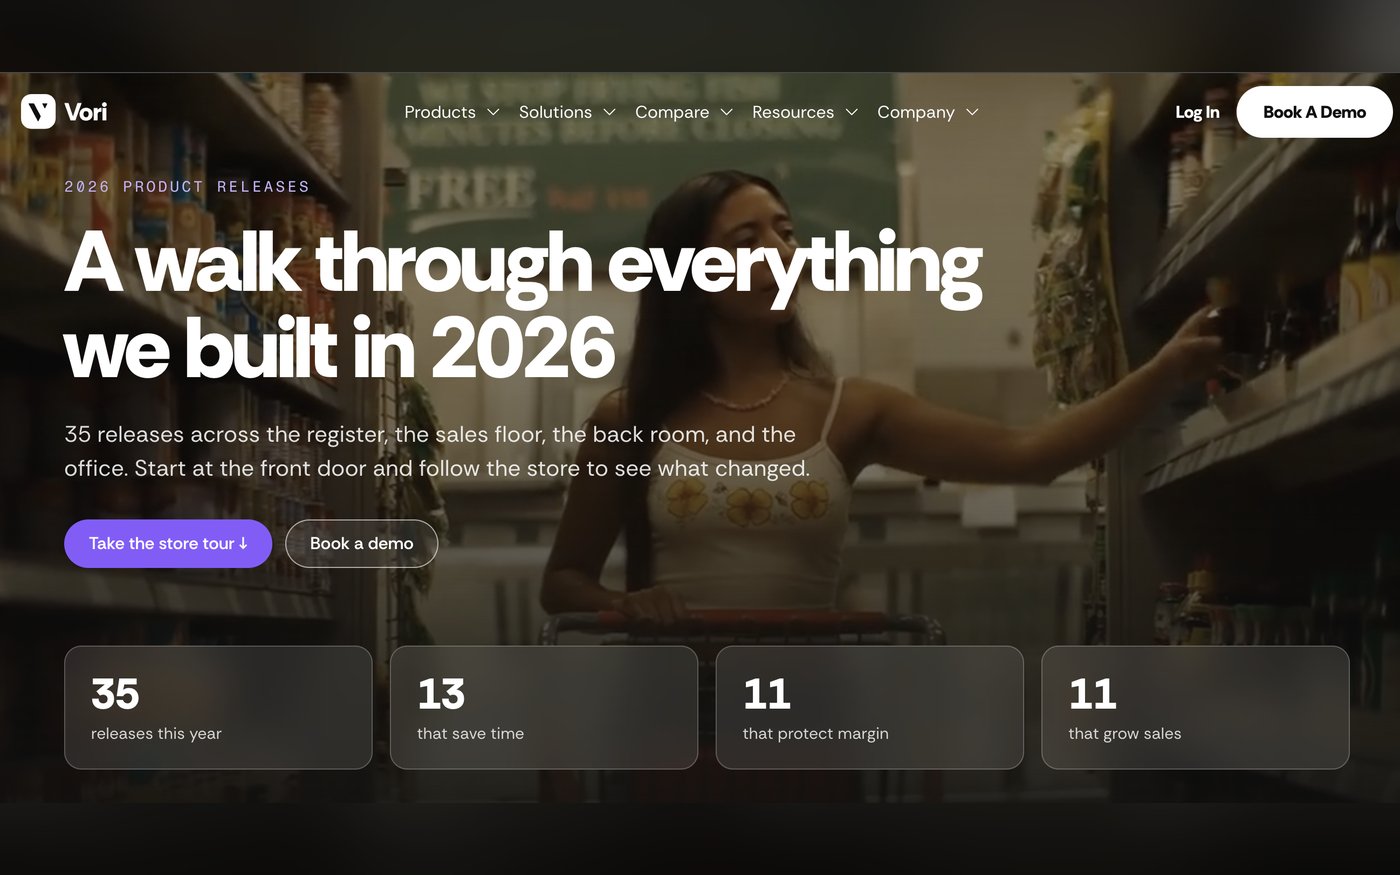 Vori
Products
Solutions
Compare
Resources
Company
Log In
Book A Demo
2026 PRODUCT RELEASES
FREE
A walk through everything
we built in 2026
35 releases across the register, the sales floor, the back room, and the
office. Start at the front door and follow the store to see what changed.
Take the store tour ↓
Book a demo
35
releases this year
13
that save time
11
that protect margin
11
that grow sales